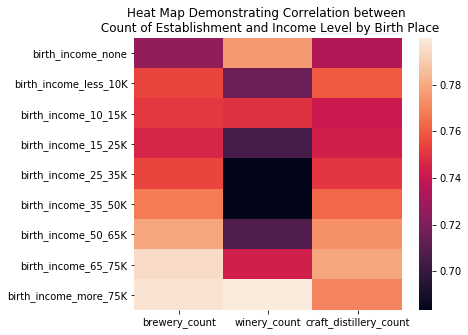 Heat Map Demonstrating Correlation between
Count of Establishment and Income Level by Birth Place
birth_income_none
birth_income_less_10K
birth_income_10_15K
birth_income_15_25K
birth_income_25_35K
birth_income_35_50K
birth_income_50_65K
birth_income_65_75K
birth_income_more_75K
brewery_count winery_count craft_distillery_count
0.78
0.76
0.74
0.72
0.70